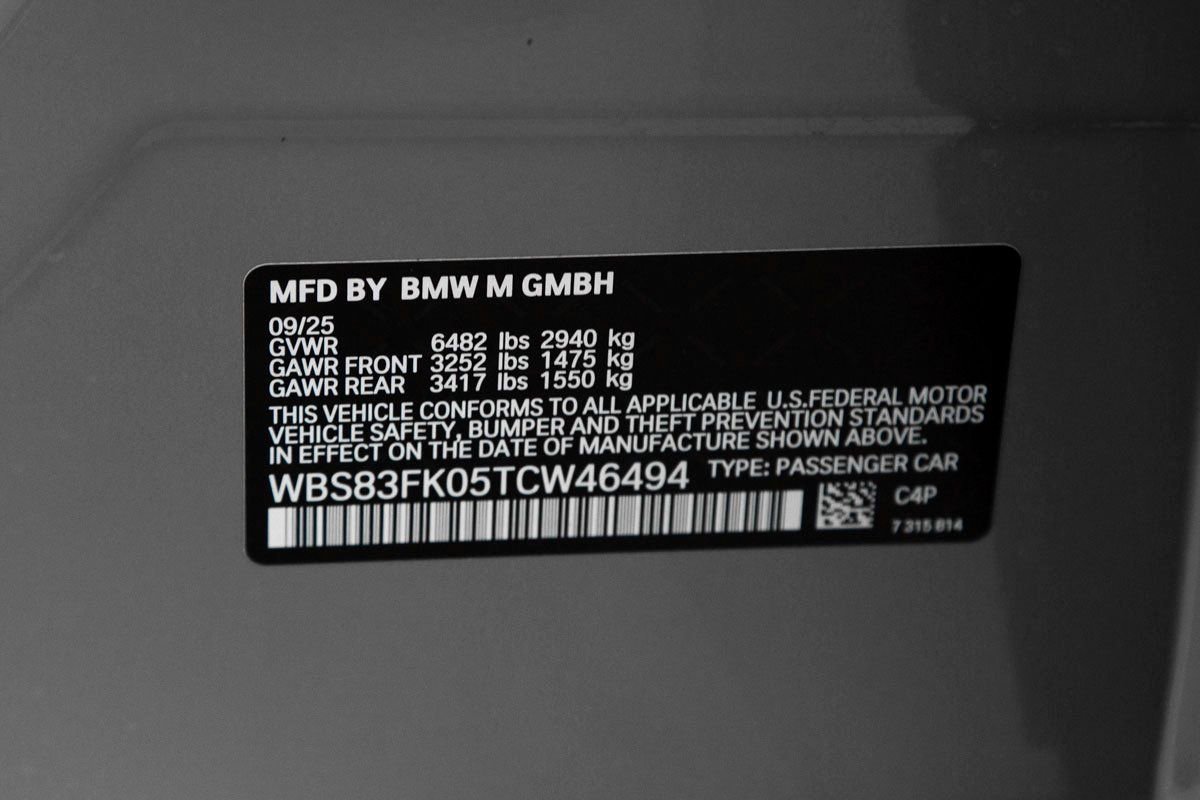 MFD BY BMW M GMBH
09/25
GVWR 6482 lbs 2940 kg
GAWR FRONT 3252 lbs 1475 kg
GAWR REAR 3417 lbs 1550 kg
THIS VEHICLE CONFORMS TO ALL APPLICABLE U.S.FEDERAL MOTOR
VEHICLE SAFETY, BUMPER AND THEFT PREVENTION STANDARDS
IN EFFECT ON THE DATE OF MANUFACTURE SHOWN ABOVE.
WBS83FK05TCW46494 TYPE: PASSENGER CAR
C4P
7 315 814